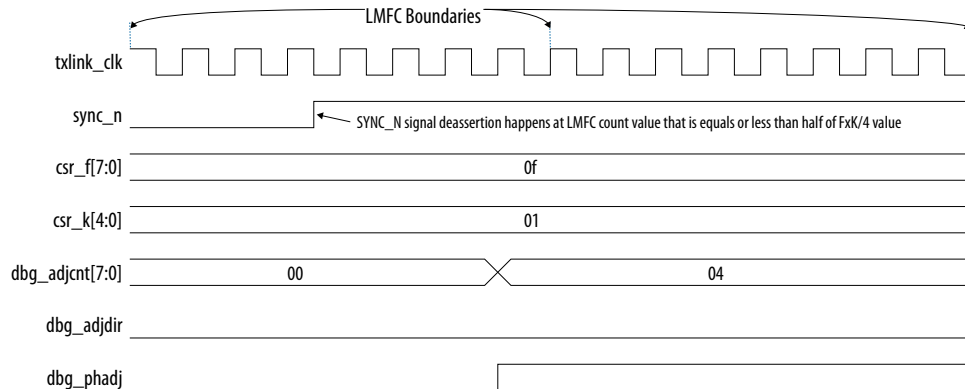 LMFC Boundaries
txlink_clk
sync_n
SYNC_N signal deassertion happens at LMFC count value that is equals or less than half of FxK/4 value
csr_f[7:0]
0f
csr_k[4:0]
01
dbg_adjcnt[7:0]
00
04
dbg_adjdir
dbg_phadj